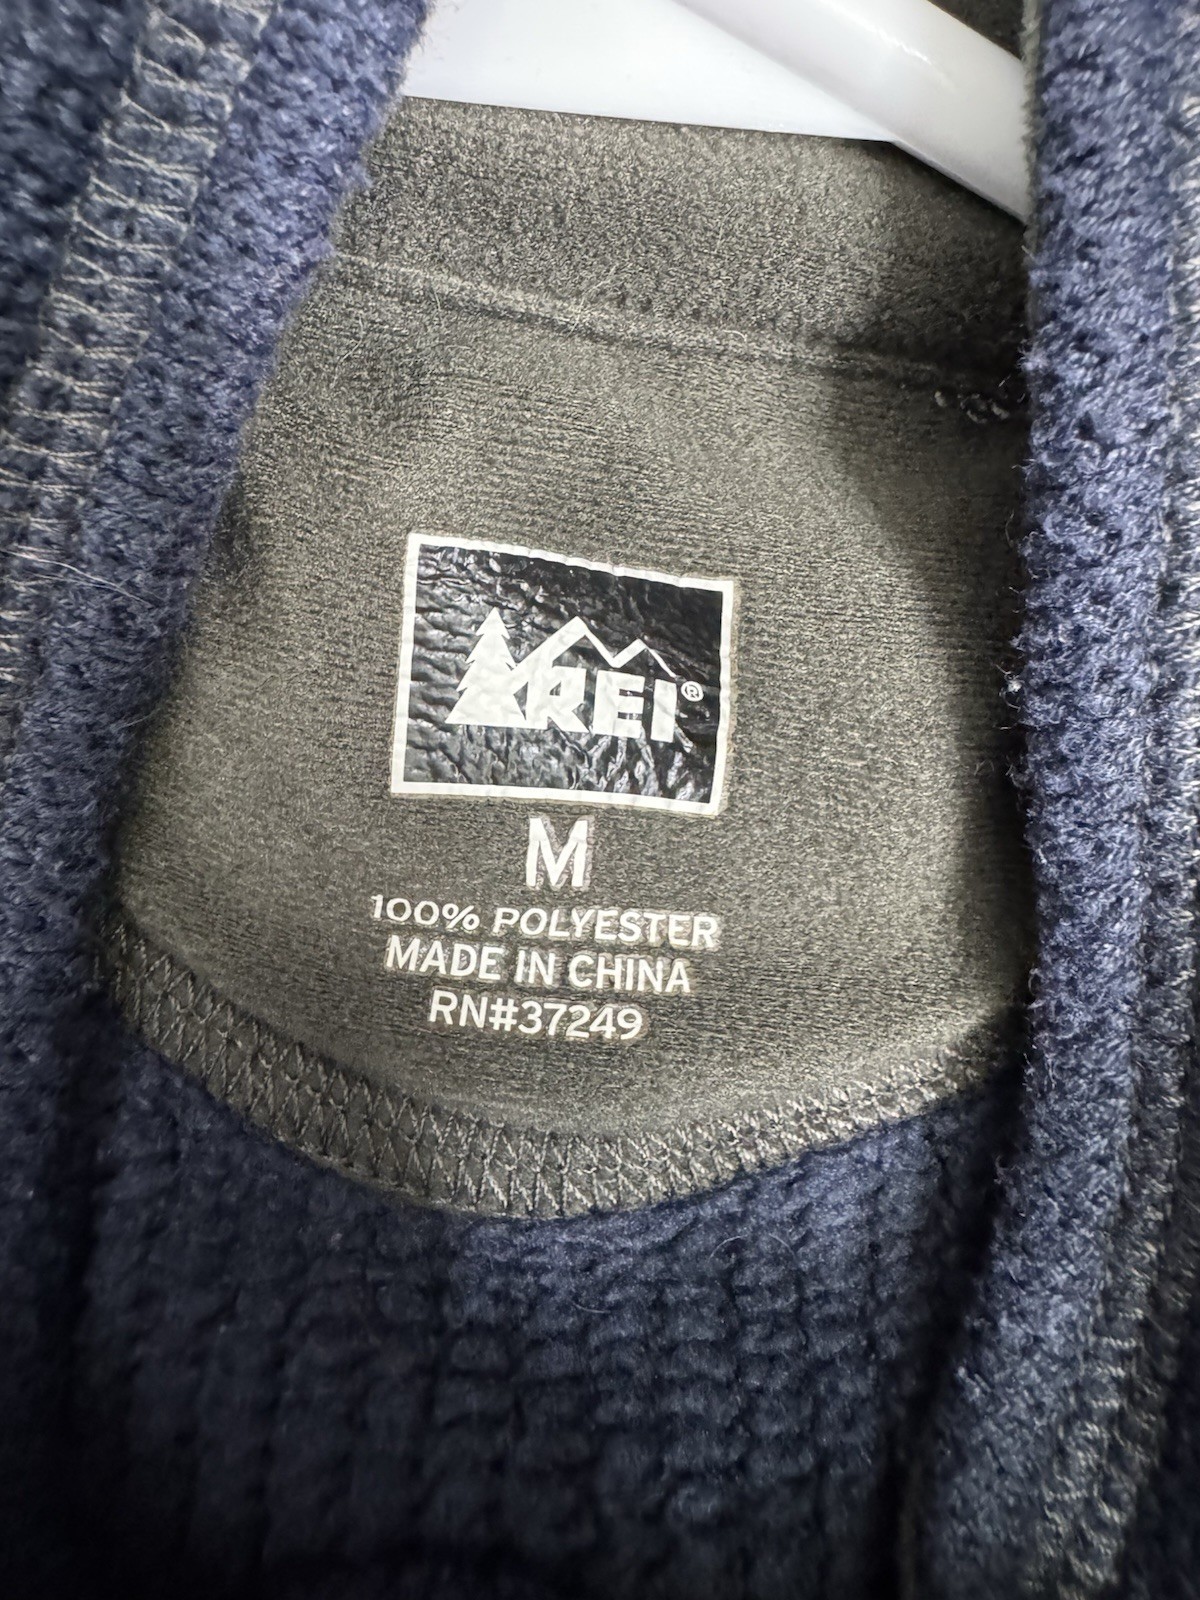 REI®
M
100% POLYESTER
MADE IN CHINA
RN#37249